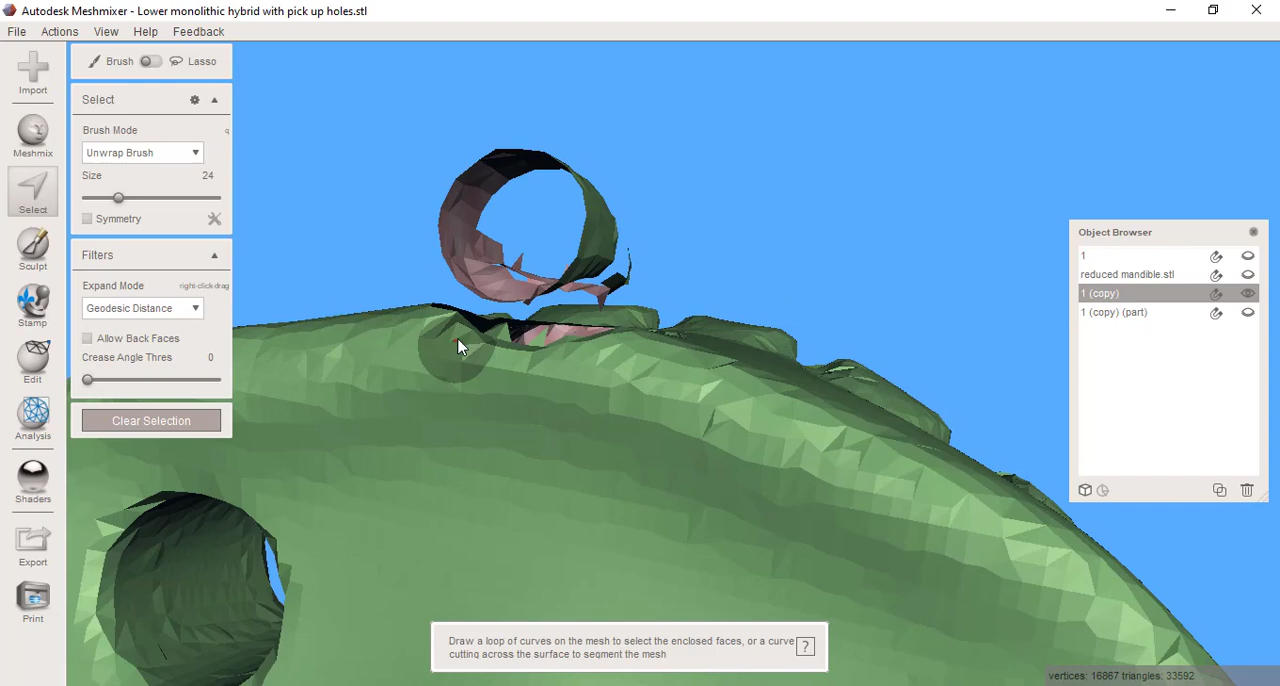 Autodesk Meshmixer - Lower monolithic hybrid with pick up holes.stl
File Actions View Help Feedback
Import
Meshmix
Select
Sculpt
Stamp
Edit
Analysis
Shaders
Export
Print
Brush Lasso
Select
Brush Mode q
Unwrap Brush
Size 24
Symmetry
Filters
Expand Mode right-click-drag
Geodesic Distance
Allow Back Faces
Crease Angle Thres 0
Clear Selection
Object Browser
1
reduced mandible.stl
1 (copy)
1 (copy) (part)
Draw a loop of curves on the mesh to select the enclosed faces, or a curve
cutting across the surface to segment the mesh
?
vertices: 16867 triangles: 33592